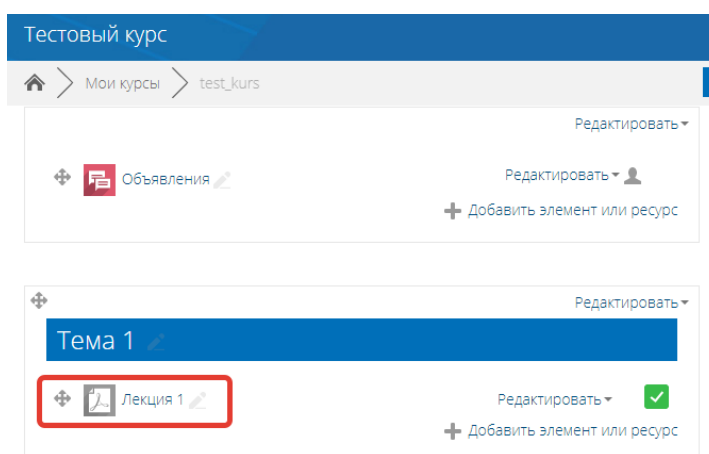 Тестовый курс
Мои курсы test_kurs
Редактировать
Объявления Редактировать
Добавить элемент или ресурс
Редактировать
Тема 1
Лекция 1 Редактировать
Добавить элемент или ресурс